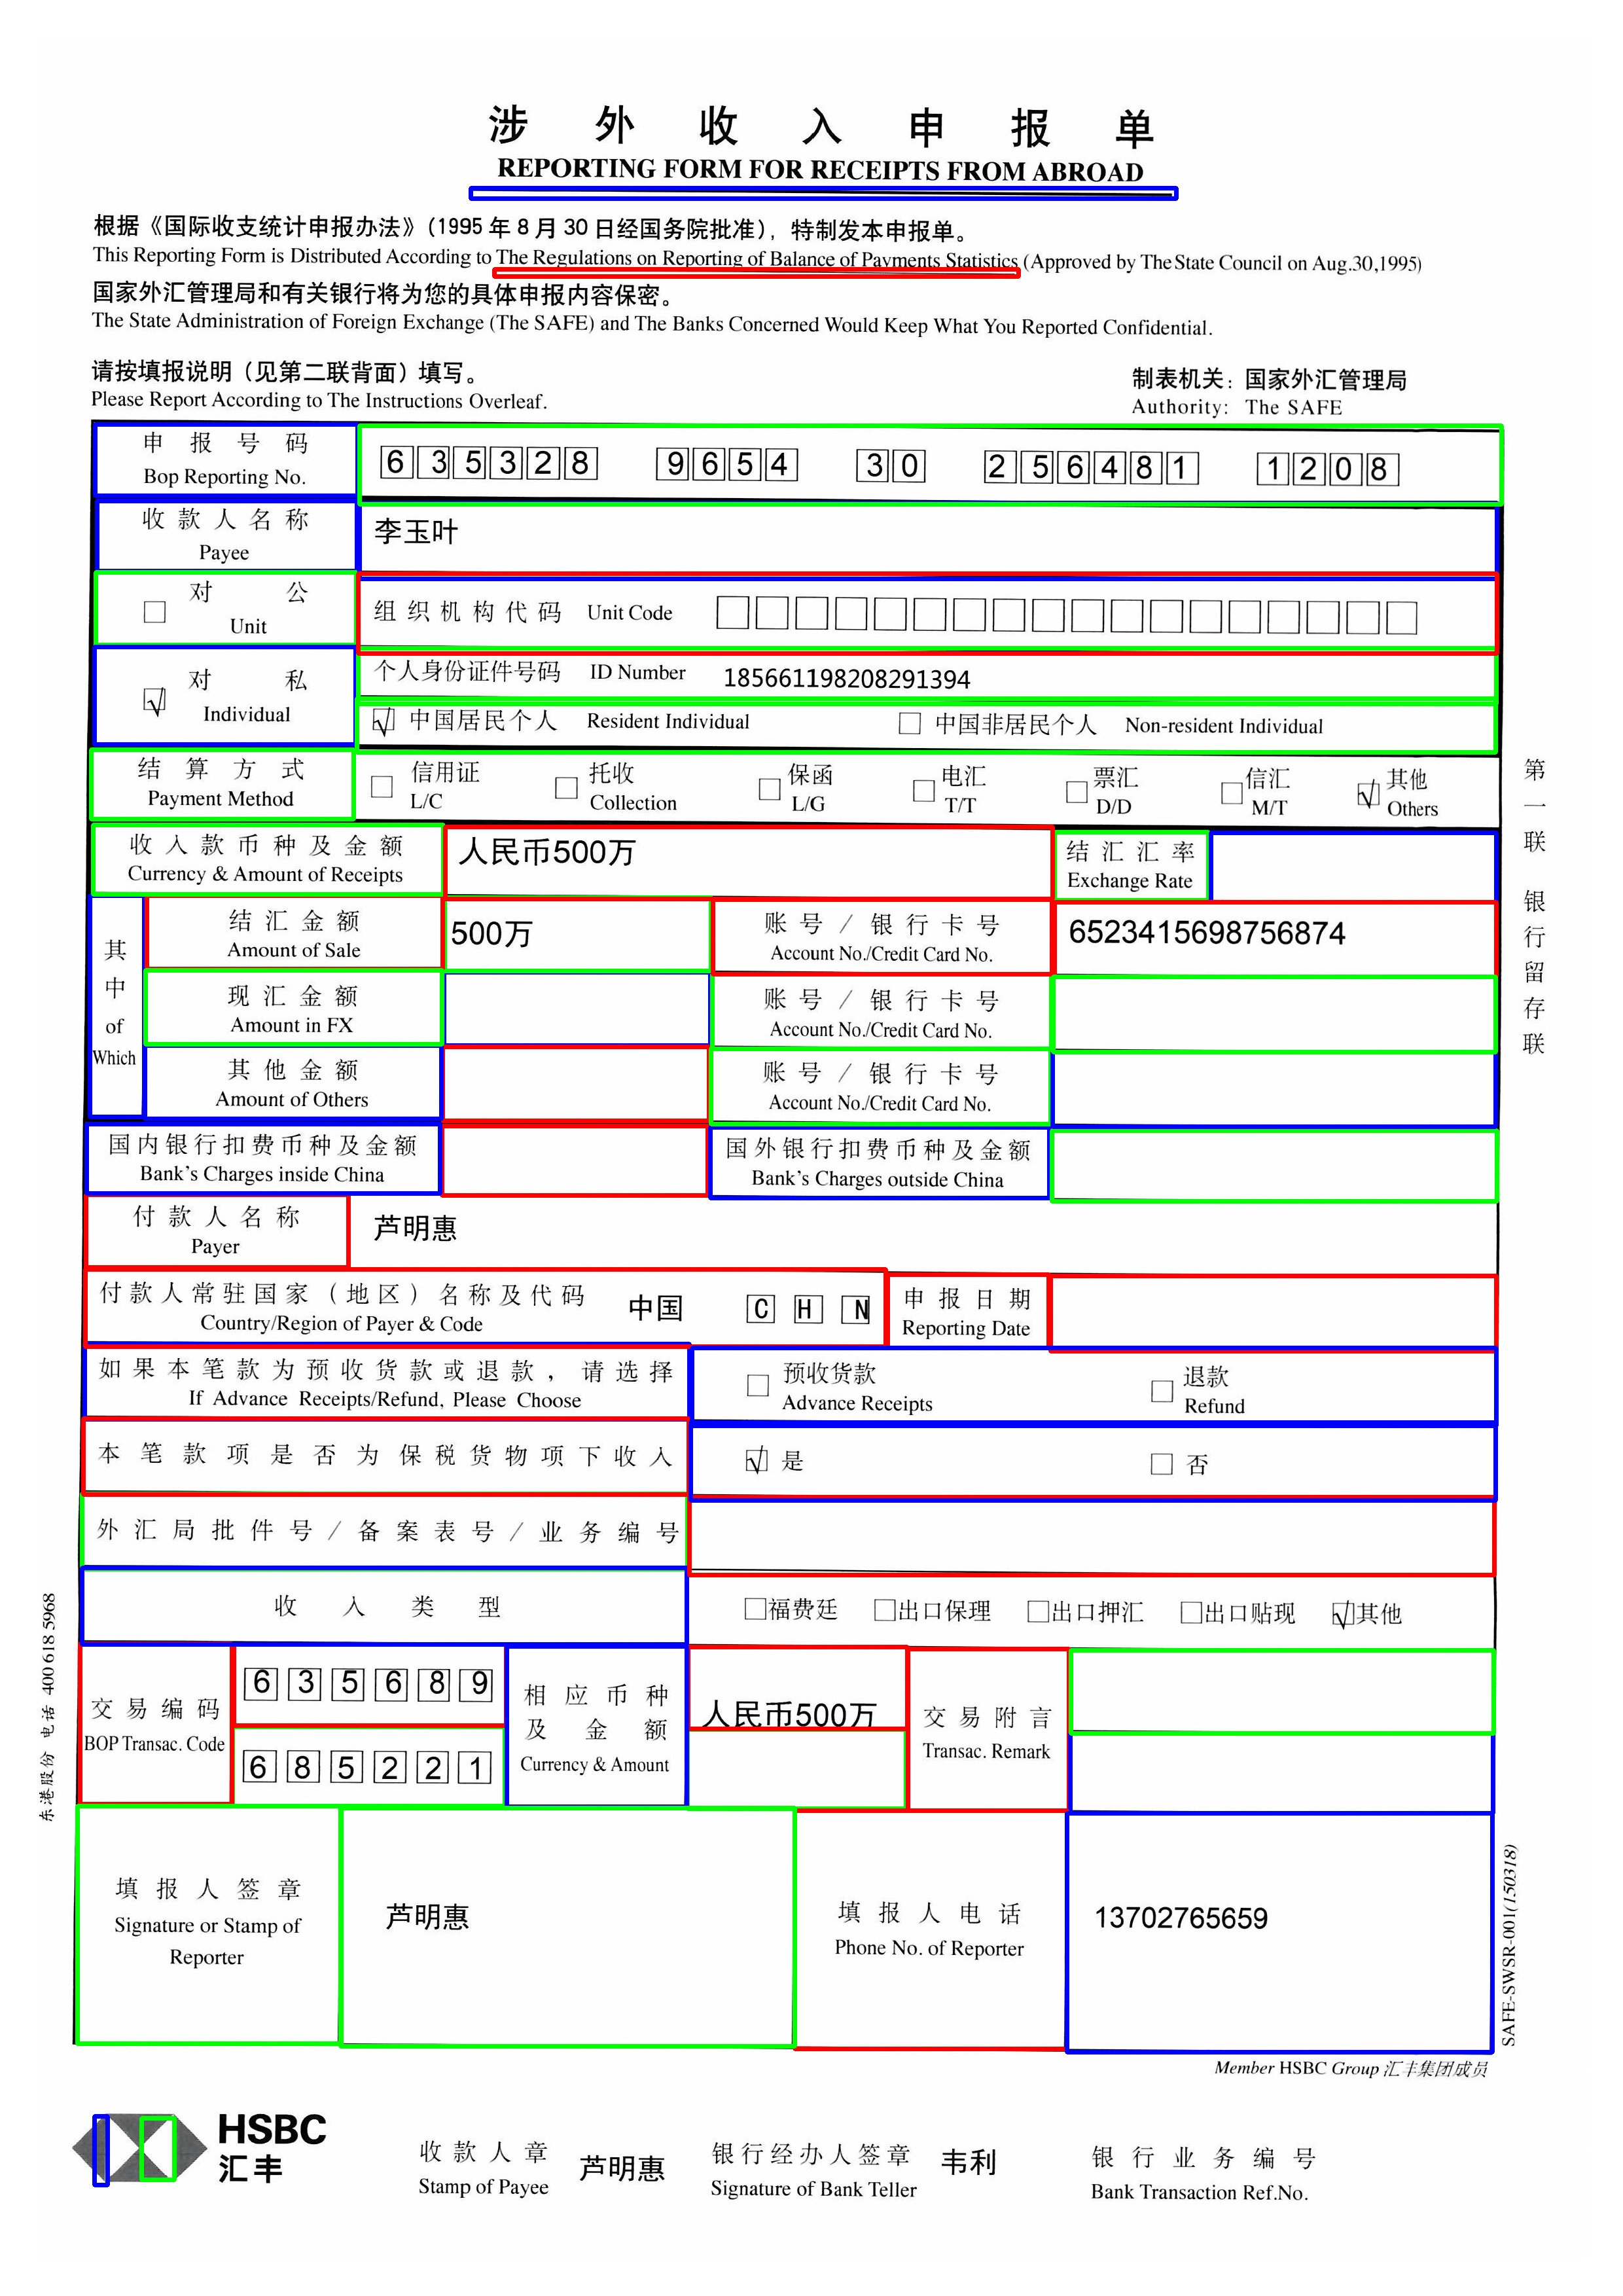 涉外收入申报单
REPORTING FORM FOR RECEIPTS FROM ABROAD
根据《国际收支统计申报办法》(1995年8月30日经国务院批准)，特制发本申报单。
This Reporting Form is Distributed According to The Regulations on Reporting of Balance of Payments Statistics (Approved by The State Council on Aug.30,1995)
国家外汇管理局和有关银行将为您的具体申报内容保密。
The State Administration of Foreign Exchange (The SAFE) and The Banks Concerned Would Keep What You Reported Confidential.
请按填报说明（见第二联背面）填写。
Please Report According to The Instructions Overleaf.
制表机关：国家外汇管理局
Authority: The SAFE
申报号码
Bop Reporting No.
635328 9654 30 256481 1208
收款人名称
Payee
李玉叶
对公
Unit
组织机构代码 Unit Code
对私
Individual
个人身份证件号码 ID Number 185661198208291394
中国居民个人 Resident Individual 中国非居民个人 Non-resident Individual
结算方式
Payment Method
信用证 托收 保函 电汇 票汇 信汇 其他
L/C Collection L/G T/T D/D M/T Others
收入款币种及金额
Currency & Amount of Receipts
人民币500万
结汇汇率
Exchange Rate
其中
of
Which
结汇金额
Amount of Sale
500万
账号/银行卡号
Account No./Credit Card No.
6523415698756874
现汇金额
Amount in FX
账号/银行卡号
Account No./Credit Card No.
其他金额
Amount of Others
账号/银行卡号
Account No./Credit Card No.
国内银行扣费币种及金额
Bank's Charges inside China
国外银行扣费币种及金额
Bank's Charges outside China
付款人名称
Payer
芦明惠
付款人常驻国家（地区）名称及代码
Country/Region of Payer & Code
中国 C H N
申报日期
Reporting Date
如果本笔款为预收货款或退款，请选择
If Advance Receipts/Refund, Please Choose
预收货款
Advance Receipts
退款
Refund
本笔款项是否为保税货物项下收入
是 否
外汇局批件号/备案表号/业务编号
收入类型
福费廷 出口保理 出口押汇 出口贴现 其他
交易编码
BOP Transac. Code
635689
685221
相应币种
及金额
Currency & Amount
人民币500万
交易附言
Transac. Remark
填报人签章
Signature or Stamp of
Reporter
芦明惠
填报人电话
Phone No. of Reporter
13702765659
第一联 银行留存联
东港股份 电话 400 618 5968
SAFE-SWSR-001(150318)
Member HSBC Group 汇丰集团成员
HSBC
汇丰
收款人章
Stamp of Payee
芦明惠
银行经办人签章
Signature of Bank Teller
韦利
银行业务编号
Bank Transaction Ref.No.